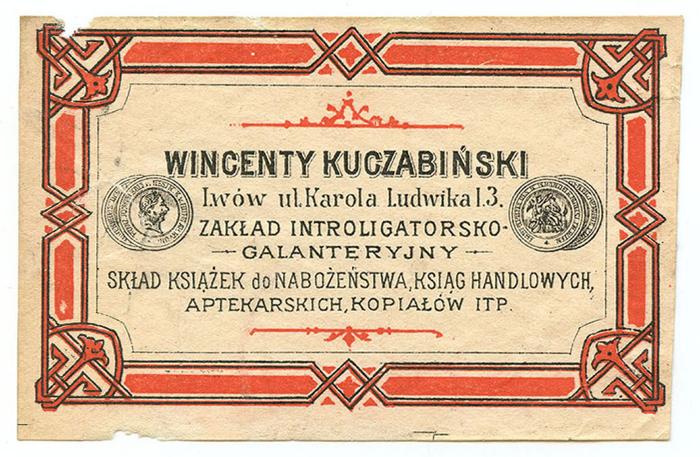 WINCENTY KUCZABIŃSKI
Lwów ul. Karola Ludwika l. 3.
ZAKŁAD INTROLIGATORSKO-
GALANTERYJNY
SKŁAD KSIĄŻEK do NABOŻEŃSTWA, KSIĄG HANDLOWYCH,
APTEKARSKICH, KOPIAŁÓW ITP.